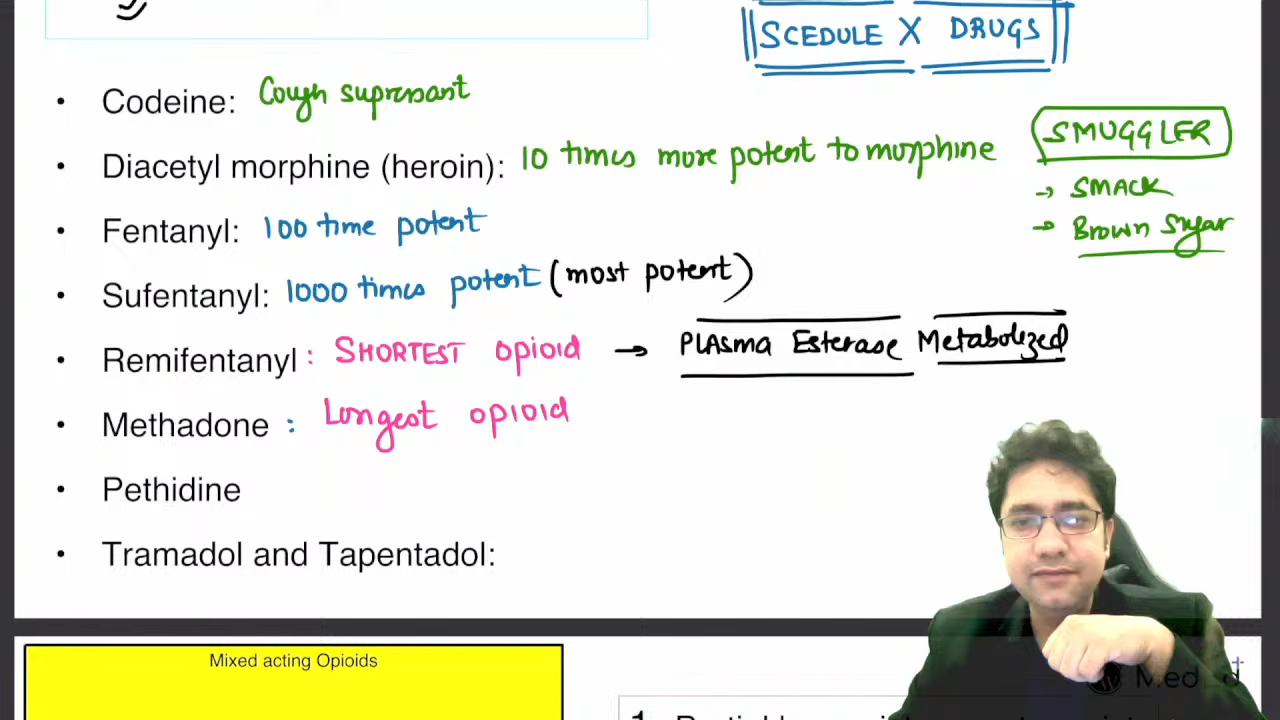 SCEDULE X DRUGS
• Codeine: Cough supressant
• Diacetyl morphine (heroin): 10 times more potent to morphine
SMUGGLER
→ SMACK
→ Brown Sugar
• Fentanyl: 100 time potent
• Sufentanyl: 1000 times potent (most potent)
• Remifentanyl : SHORTEST opioid → PLASMA Esterase Metabolized
• Methadone : Longest opioid
• Pethidine
• Tramadol and Tapentadol:
Mixed acting Opioids